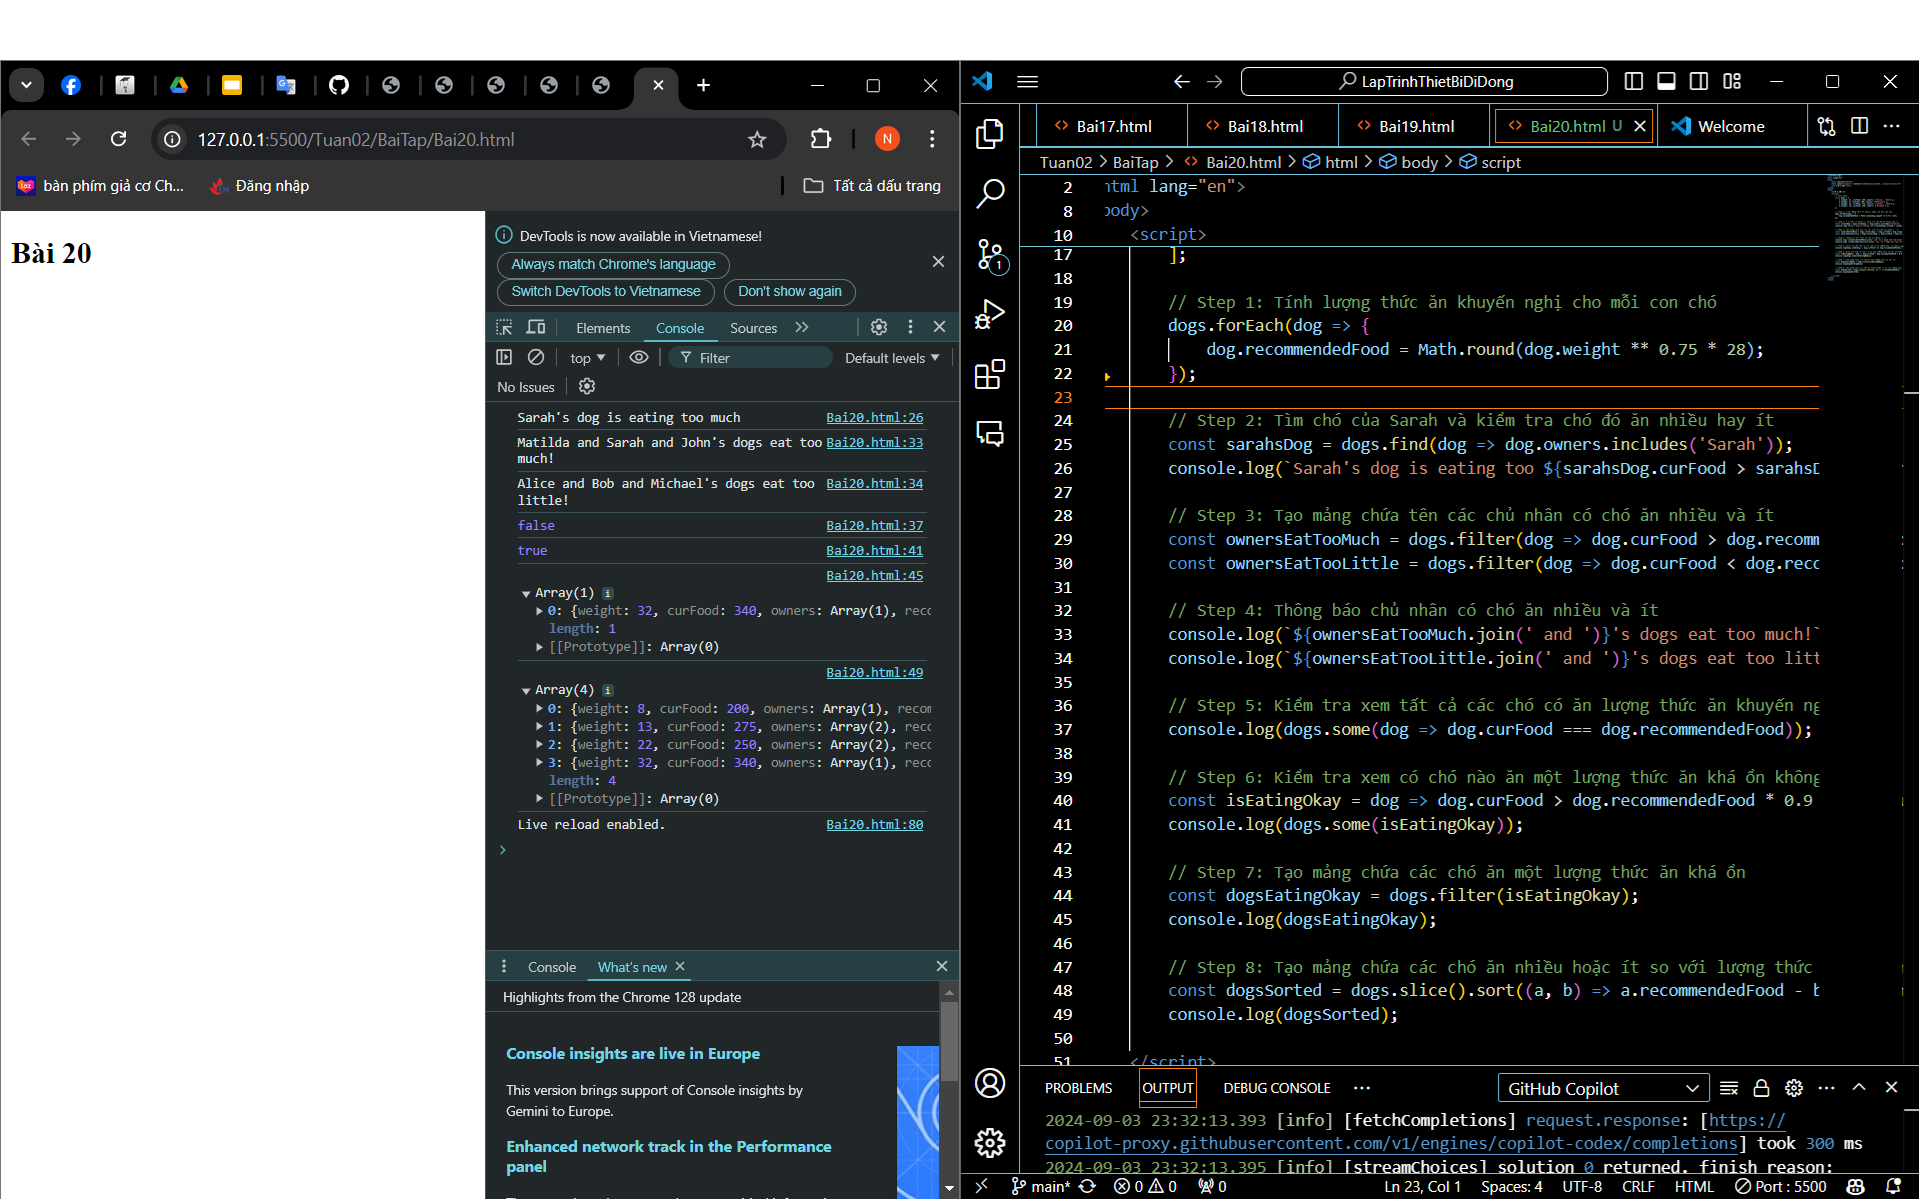 127.0.0.1:5500/Tuan02/BaiTap/Bai20.html
N
bàn phím giả cơ Ch...
Đăng nhập
Tất cả dấu trang
Bài 20
DevTools is now available in Vietnamese!
Always match Chrome's language
Switch DevTools to Vietnamese
Don't show again
Elements
Console
Sources
top
Filter
Default levels
No Issues
Sarah's dog is eating too much Bai20.html:26
Matilda and Sarah and John's dogs eat too Bai20.html:33
much!
Alice and Bob and Michael's dogs eat too Bai20.html:34
little!
false Bai20.html:37
true Bai20.html:41
Bai20.html:45
Array(1)
0: {weight: 32, curFood: 340, owners: Array(1), reco
length: 1
[[Prototype]]: Array(0)
Bai20.html:49
Array(4)
0: {weight: 8, curFood: 200, owners: Array(1), recom
1: {weight: 13, curFood: 275, owners: Array(2), rec
2: {weight: 22, curFood: 250, owners: Array(2), rec
3: {weight: 32, curFood: 340, owners: Array(1), rec
length: 4
[[Prototype]]: Array(0)
Live reload enabled. Bai20.html:80
Console
What's new
Highlights from the Chrome 128 update
Console insights are live in Europe
This version brings support of Console insights by
Gemini to Europe.
Enhanced network track in the Performance
panel
LapTrinhThietBiDiDong
Bai17.html
Bai18.html
Bai19.html
Bai20.html U
Welcome
Tuan02 > BaiTap > Bai20.html > html > body > script
2 html lang="en">
8 body>
10 <script>
17 ];
18
19 // Step 1: Tính lượng thức ăn khuyến nghị cho mỗi con chó
20 dogs.forEach(dog => {
21 dog.recommendedFood = Math.round(dog.weight ** 0.75 * 28);
22 });
23
24 // Step 2: Tìm chó của Sarah và kiểm tra chó đó ăn nhiều hay ít
25 const sarahsDog = dogs.find(dog => dog.owners.includes('Sarah'));
26 console.log(`Sarah's dog is eating too ${sarahsDog.curFood > sarahsD
27
28 // Step 3: Tạo mảng chứa tên các chủ nhân có chó ăn nhiều và ít
29 const ownersEatTooMuch = dogs.filter(dog => dog.curFood > dog.recomm
30 const ownersEatTooLittle = dogs.filter(dog => dog.curFood < dog.reco
31
32 // Step 4: Thông báo chủ nhân có chó ăn nhiều và ít
33 console.log(`${ownersEatTooMuch.join(' and ')}'s dogs eat too much!`
34 console.log(`${ownersEatTooLittle.join(' and ')}'s dogs eat too litt
35
36 // Step 5: Kiểm tra xem tất cả các chó có ăn lượng thức ăn khuyến ng
37 console.log(dogs.some(dog => dog.curFood === dog.recommendedFood));
38
39 // Step 6: Kiểm tra xem có chó nào ăn một lượng thức ăn khá ổn không
40 const isEatingOkay = dog => dog.curFood > dog.recommendedFood * 0.9
41 console.log(dogs.some(isEatingOkay));
42
43 // Step 7: Tạo mảng chứa các chó ăn một lượng thức ăn khá ổn
44 const dogsEatingOkay = dogs.filter(isEatingOkay);
45 console.log(dogsEatingOkay);
46
47 // Step 8: Tạo mảng chứa các chó ăn nhiều hoặc ít so với lượng thức
48 const dogsSorted = dogs.slice().sort((a, b) => a.recommendedFood - b
49 console.log(dogsSorted);
50
51 </script>
PROBLEMS
OUTPUT
DEBUG CONSOLE
GitHub Copilot
2024-09-03 23:32:13.393 [info] [fetchCompletions] request.response: [https://
copilot-proxy.githubusercontent.com/v1/engines/copilot-codex/completions] took 300 ms
2024-09-03 23:32:13.395 [info] [streamChoices] solution 0 returned. finish reason:
main*
0 0
0
Ln 23, Col 1
Spaces: 4
UTF-8
CRLF
HTML
Port : 5500